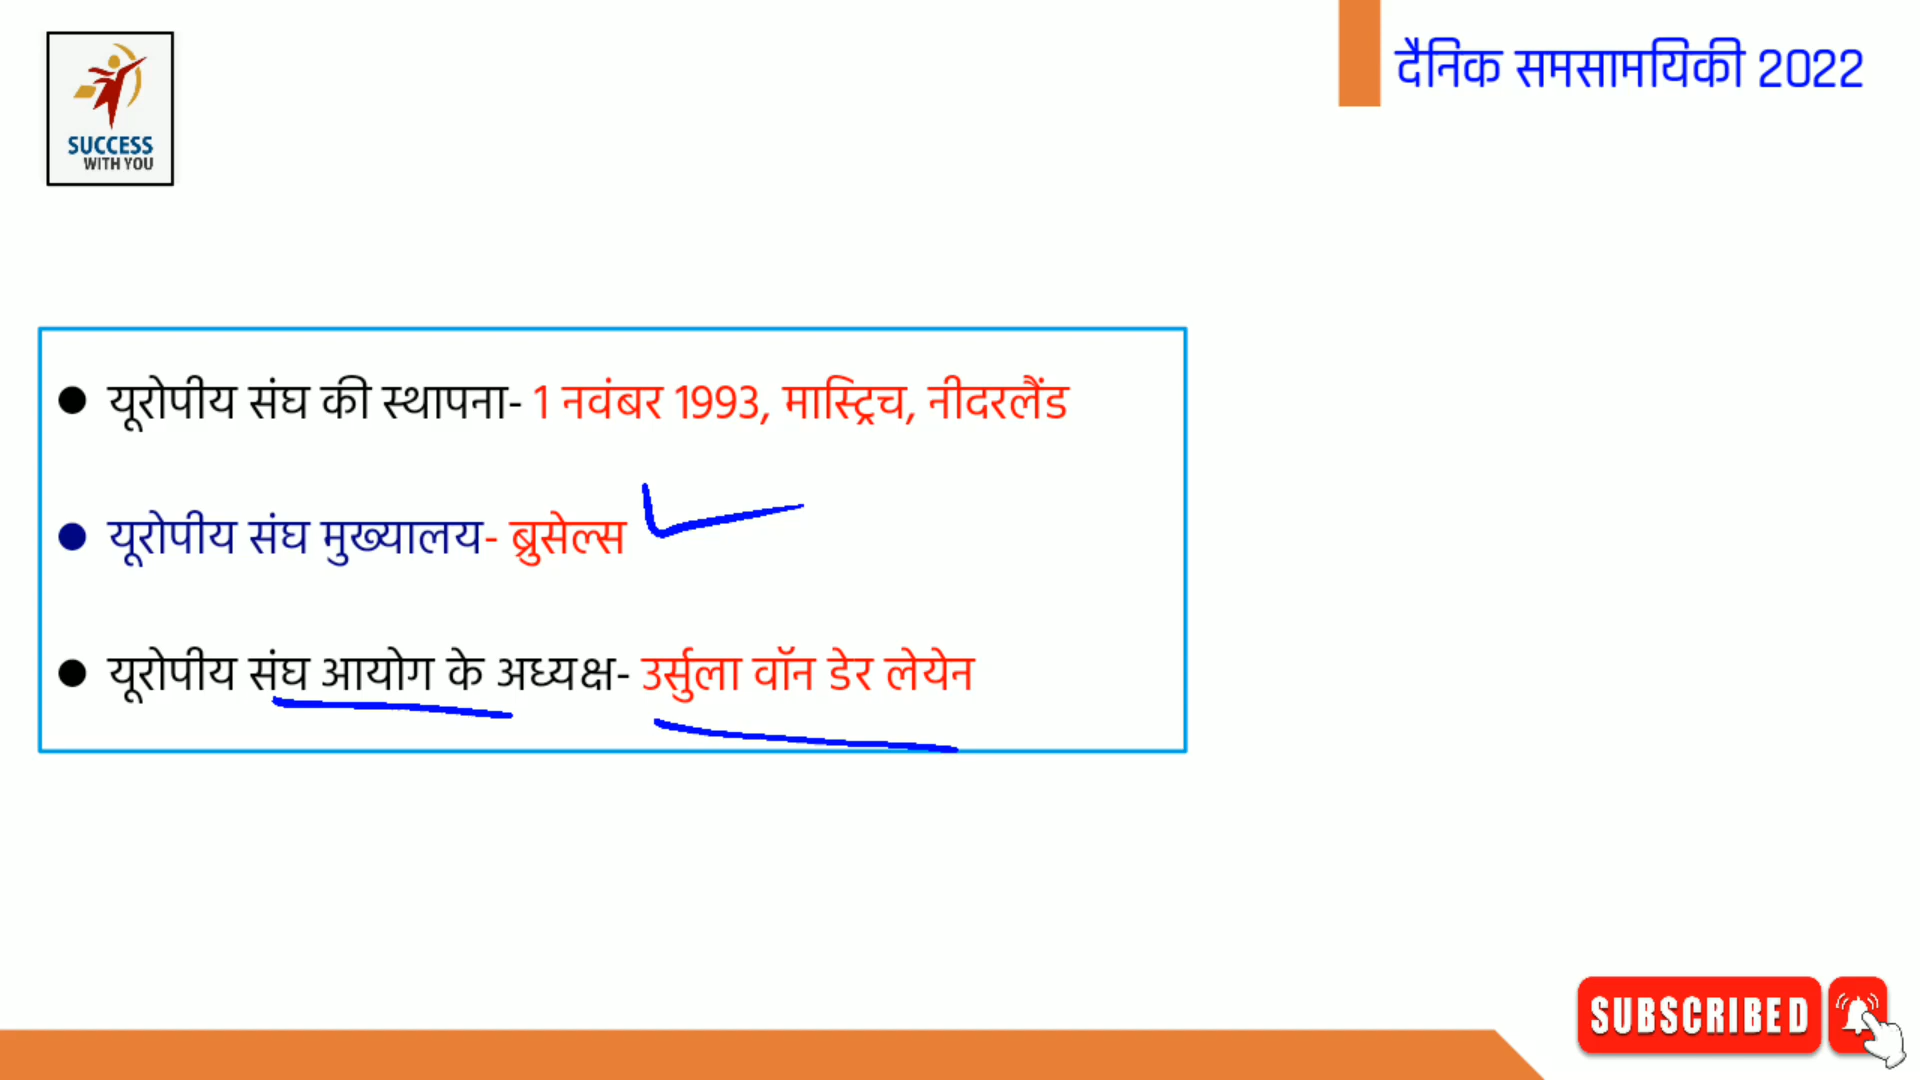 SUCCESS
WITH YOU
दैनिक समसामयिकी 2022
यूरोपीय संघ की स्थापना- 1 नवंबर 1993, मास्ट्रिच, नीदरलैंड
यूरोपीय संघ मुख्यालय- ब्रुसेल्स
यूरोपीय संघ आयोग के अध्यक्ष- उर्सुला वॉन डेर लेयेन
SUBSCRIBED